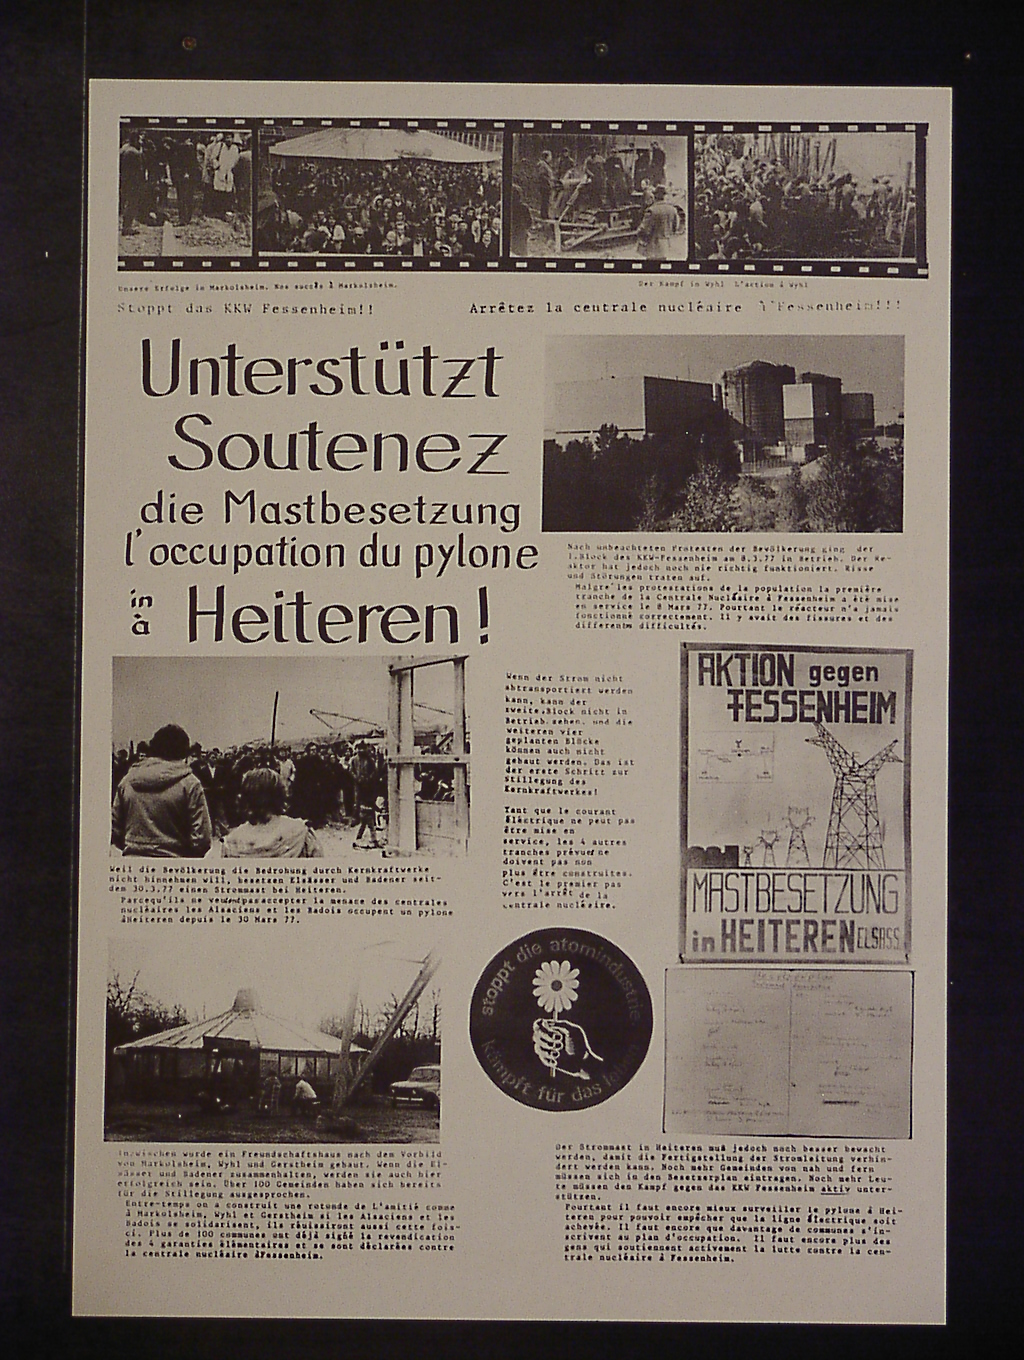 Unsere Erfolge in Markolsheim. Nos succès à Markolsheim.
Der Kampf in Wyhl L'action à Wyhl
Stoppt das KKW Fessenheim!!
Arrêtez la centrale nucléaire à Fessenheim!!!
Unterstützt
Soutenez
die Mastbesetzung
l'occupation du pylone
in
à Heiteren!
Nach unbeachteten Protesten der Bevölkerung ging der
1.Block des KKW-Fessenheim am 8.3.77 in Betrieb. Der Re-
aktor hat jedoch noch nie richtig funktioniert. Risse
und Störungen traten auf.
Malgré les protestations de la population la première
tranche de la Centrale Nucléaire à Fessenheim a été mise
en service le 8 Mars 77. Pourtant le réacteur n'a jamais
fonctionné correctement. Il y avait des fissures et des
differentm difficultés.
Wenn der Strom nicht
abtransportiert werden
kann, kann der
zweite.Block nicht in
Betrieb.gehen. und die
weiteren vier
geplanten Blöcke
können auch nicht
gebaut werden. Das ist
der erste Schritt zur
Stillegung des
Kernkraftwerkes!
Tant que le courant
Électrique ne peut pas
être mise en
service, les 4 autres
tranches prévues ne
doivent pas non
plus être construites.
C'est le premier pas
vers l'arrêt de la
centrale nucléaire.
AKTION gegen
FESSENHEIM
MASTBESETZUNG
in HEITEREN ELSASS
Weil die Bevölkerung die Bedrohung durch Kernkraftwerke
nicht hinnehmen will, besetzen Elsässer und Badener seit-
dem 30.3.77 einen Strommast bei Heiteren.
Parcequ'ils ne veulent pas accepter la menace des centrales
nucléaires les Alsaciens et les Badois occupent un pylone
àHeiteren depuis le 30 Mars 77.
stoppt die atomindustrie
kämpft für das leben
Inzwischen wurde ein Freundschaftshaus nach dem Vorbild
von Markolsheim, Wyhl und Gerstheim gebaut. Wenn die El-
sässer und Badener zusammenhalten, werden sie auch hier
erfolgreich sein. Über 100 Gemeinden haben sich bereits
für die Stillegung ausgesprochen.
Entre-temps on a construit une rotunde de L'amitié comme
à Markolsheim, Wyhl et Gerstheim si les Alsaciens et les
Badois se solidarisent, ils réuissiront aussi cette fois-
ci. Plus de 100 communes ont déjà signé la revendication
des 4 garanties élémentaires et se sont déclarées contre
la centrale nucléaire àFessenheim.
Der Strommast in Heiteren muß jedoch noch besser bewacht
werden, damit die Fertigstellung der Stromleitung verhin-
dert werden kann. Noch mehr Gemeinden von nah und fern
müssen sich in den Besetzerplan eintragen. Noch mehr Leu-
te müssen den Kampf gegen das KKW Fessenheim aktiv unter-
stützen.
Pourtant il faut encore mieux surveiller le pylone à Hei-
teren pour pouvoir empécher que la ligne électrique soit
achevée. Il faut encore que davantage de communes s'in-
scrivent au plan d'occupation. Il faut encore plus des
gens qui soutiennent activement la lutte contre la cen-
trale nucléaire à Fessenheim.